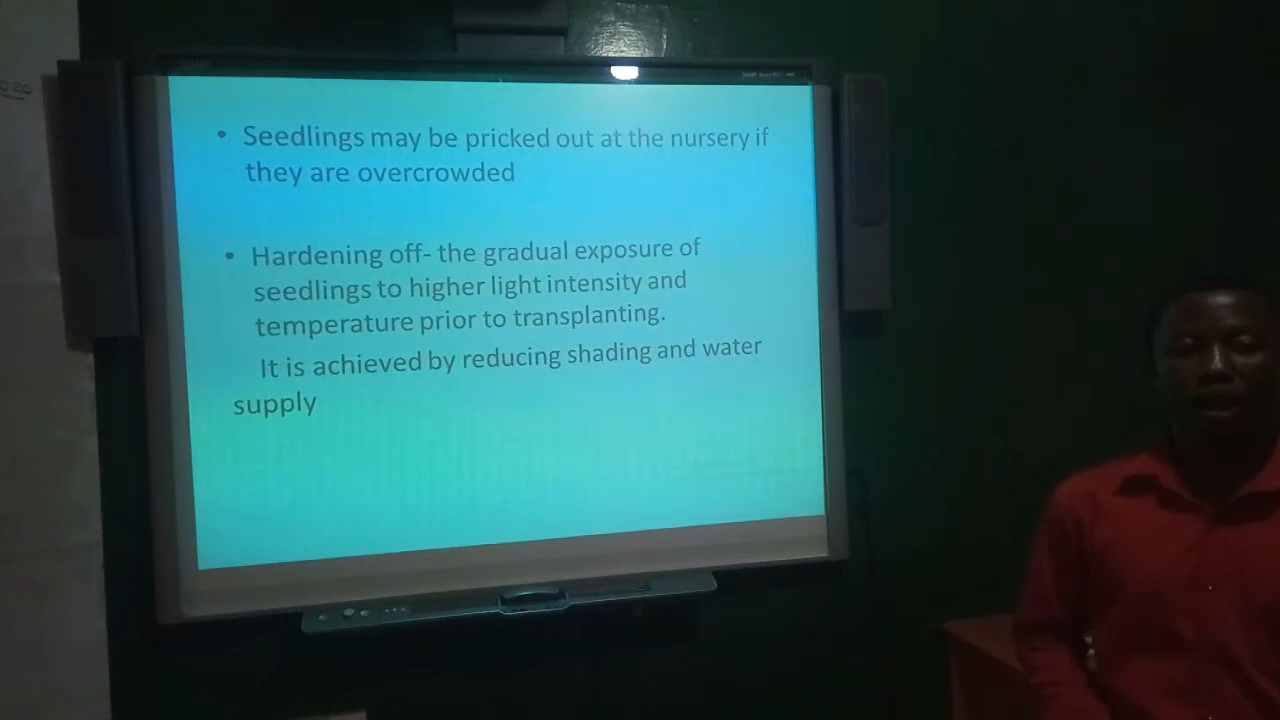 • Seedlings may be pricked out at the nursery if
they are overcrowded
• Hardening off- the gradual exposure of
seedlings to higher light intensity and
temperature prior to transplanting.
It is achieved by reducing shading and water
supply